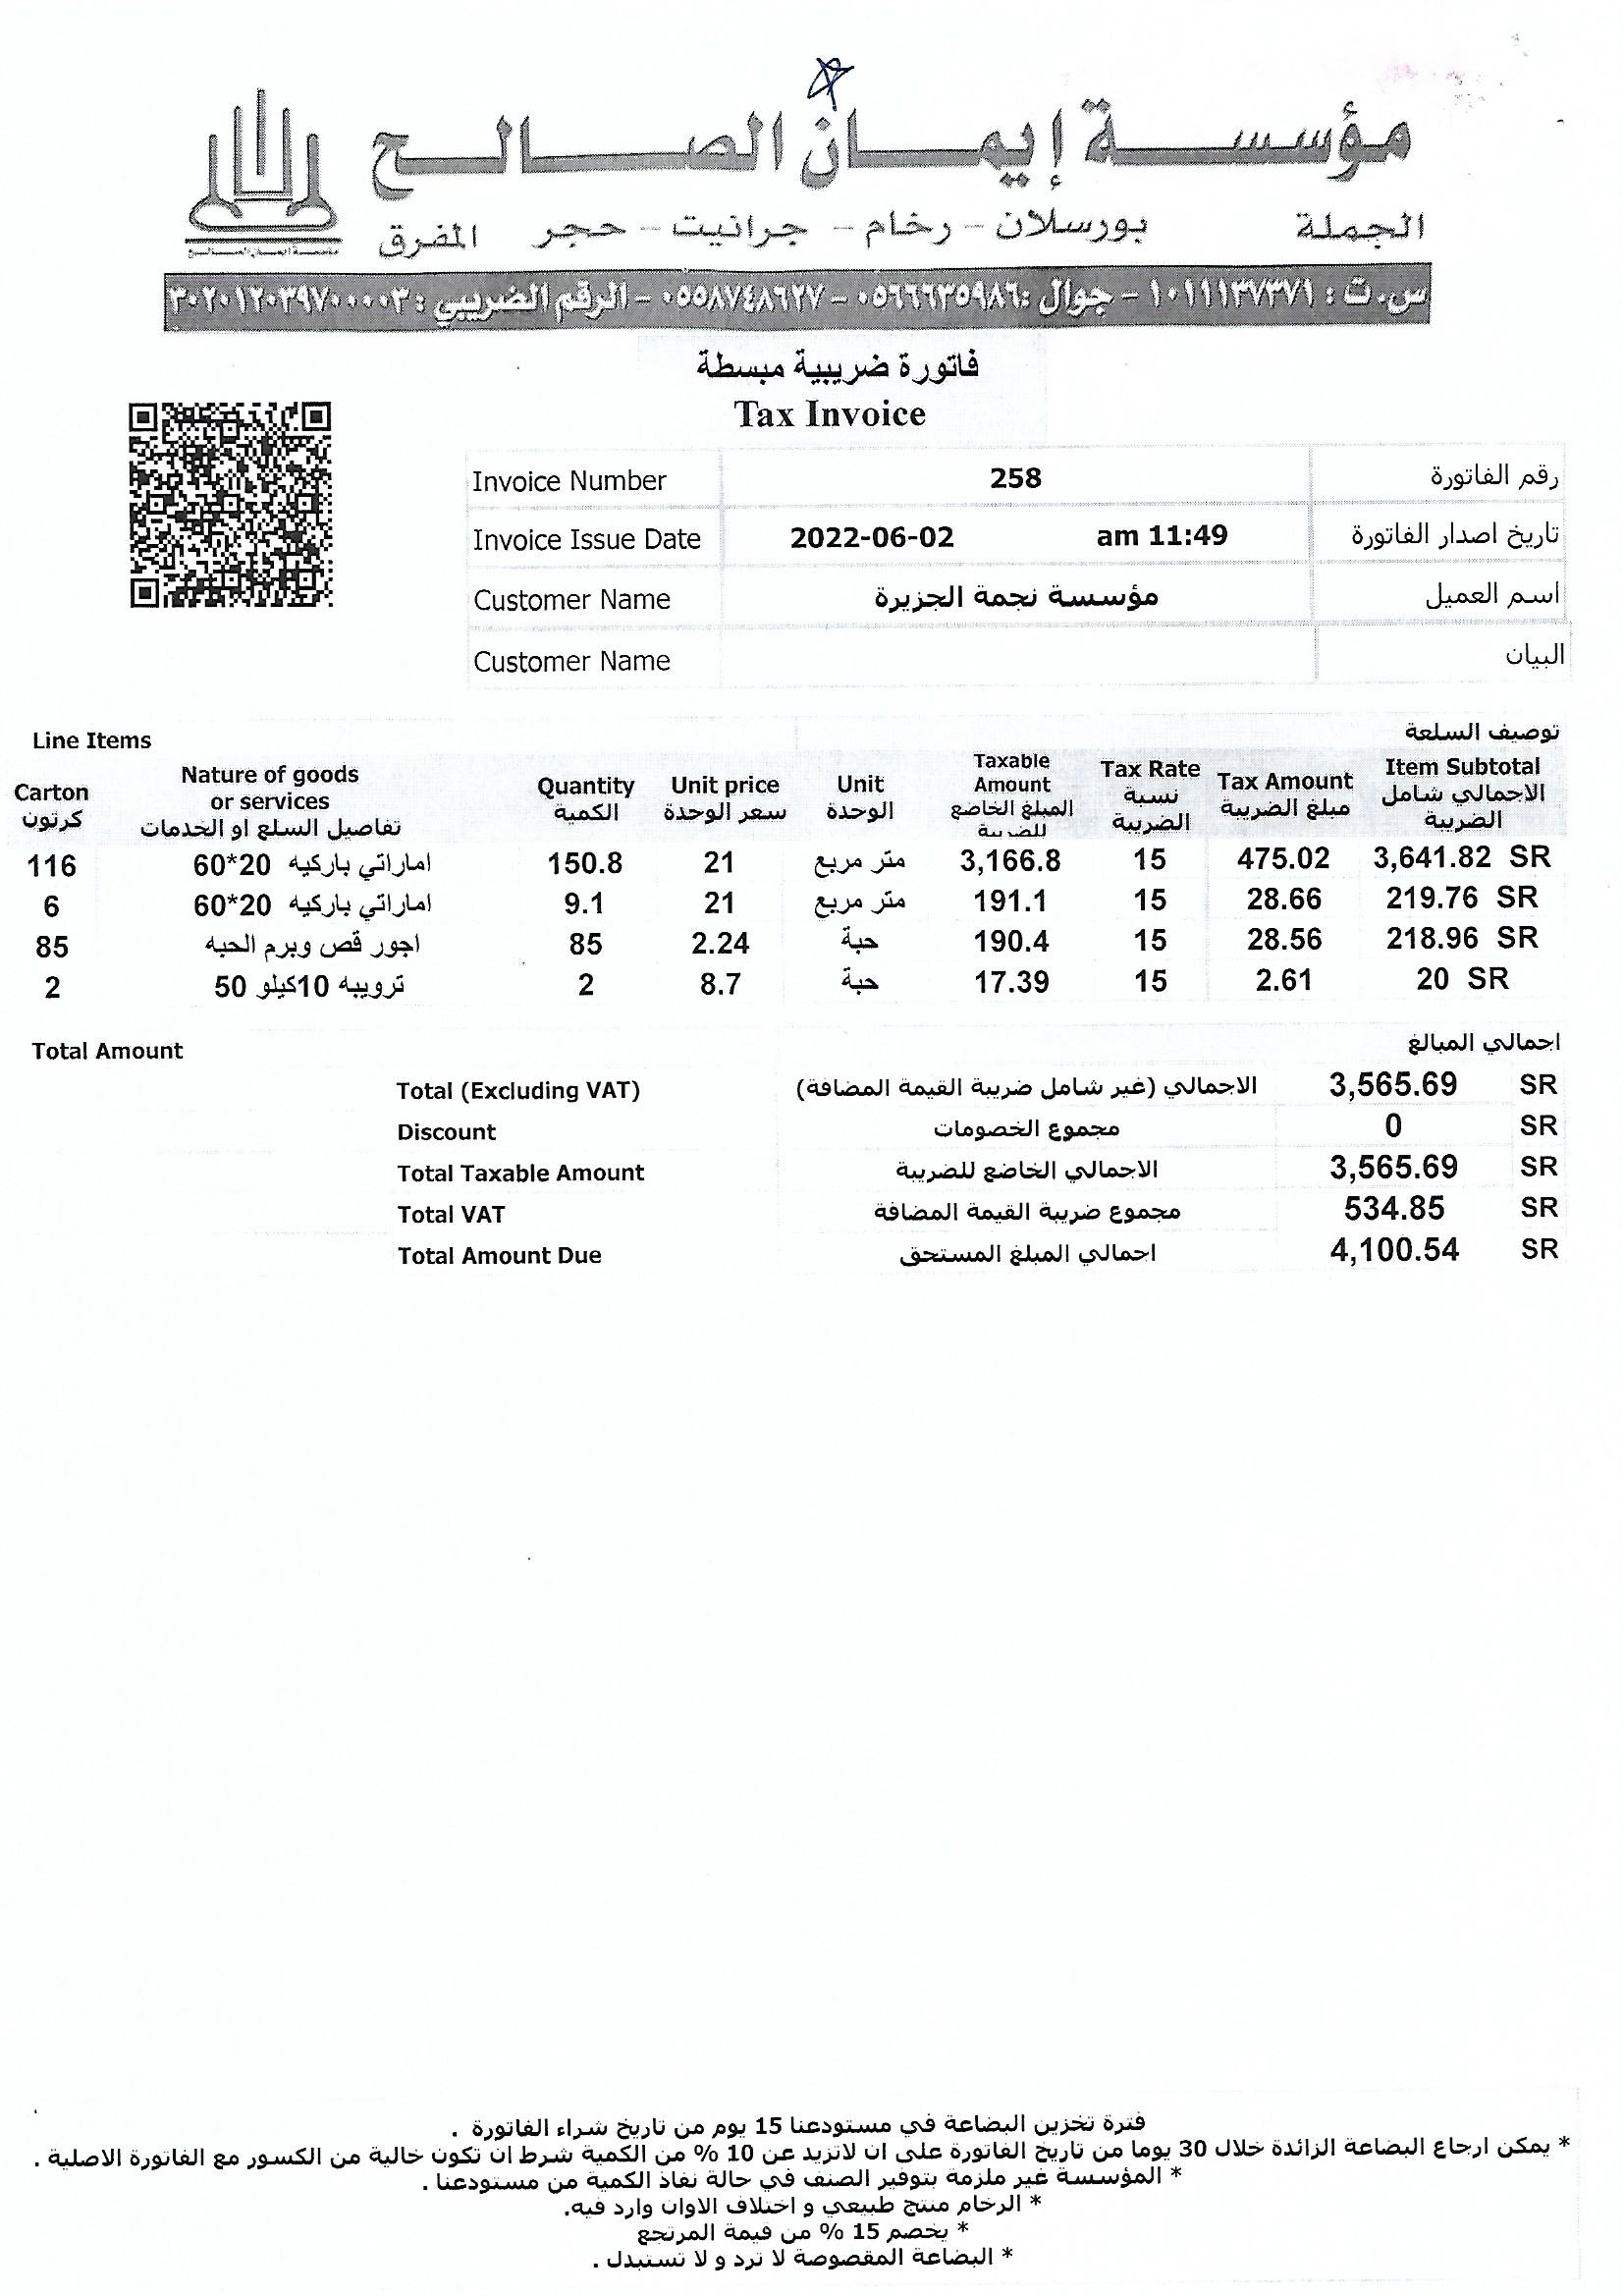 مؤسسة إيمان الصالح
الجملة بورسلان - رخام - جرانيت - حجر المفرق
مؤسسة إيمان الصالح
س.ت : ١٠١١١٣٧٣٧١ - جوال :٠٥٦٦٦٣٥٩٨٦ - ٠٥٥٨٧٤٨٦٢٧ - الرقم الضريبي : ٣٠٢٠١٢٠٣٩٧٠٠٠٠٣
فاتورة ضريبية مبسطة
Tax Invoice
Invoice Number 258 رقم الفاتورة
Invoice Issue Date 2022-06-02 am 11:49 تاريخ اصدار الفاتورة
Customer Name مؤسسة نجمة الجزيرة اسم العميل
Customer Name البيان
Line Items توصيف السلعة
Carton كرتون Nature of goods or services تفاصيل السلع او الخدمات Quantity الكمية Unit price سعر الوحدة Unit الوحدة Taxable Amount المبلغ الخاضع للضريبة Tax Rate نسبة الضريبة Tax Amount مبلغ الضريبة Item Subtotal الاجمالي شامل الضريبة
116 اماراتي باركيه 20*60 150.8 21 متر مربع 3,166.8 15 475.02 3,641.82 SR
6 اماراتي باركيه 20*60 9.1 21 متر مربع 191.1 15 28.66 219.76 SR
85 اجور قص وبرم الحبه 85 2.24 حبة 190.4 15 28.56 218.96 SR
2 ترويبه 10كيلو 50 2 8.7 حبة 17.39 15 2.61 20 SR
Total Amount اجمالي المبالغ
Total (Excluding VAT) الاجمالي (غير شامل ضريبة القيمة المضافة) 3,565.69 SR
Discount مجموع الخصومات 0 SR
Total Taxable Amount الاجمالي الخاضع للضريبة 3,565.69 SR
Total VAT مجموع ضريبة القيمة المضافة 534.85 SR
Total Amount Due اجمالي المبلغ المستحق 4,100.54 SR
فترة تخزين البضاعة في مستودعنا 15 يوم من تاريخ شراء الفاتورة .
* يمكن ارجاع البضاعة الزائدة خلال 30 يوما من تاريخ الفاتورة على ان لاتزيد عن 10 % من الكمية شرط ان تكون خالية من الكسور مع الفاتورة الاصلية .
* المؤسسة غير ملزمة بتوفير الصنف في حالة نفاذ الكمية من مستودعنا .
* الرخام منتج طبيعي و اختلاف الاوان وارد فيه.
* يخصم 15 % من قيمة المرتجع
* البضاعة المقصوصة لا ترد و لا تستبدل .